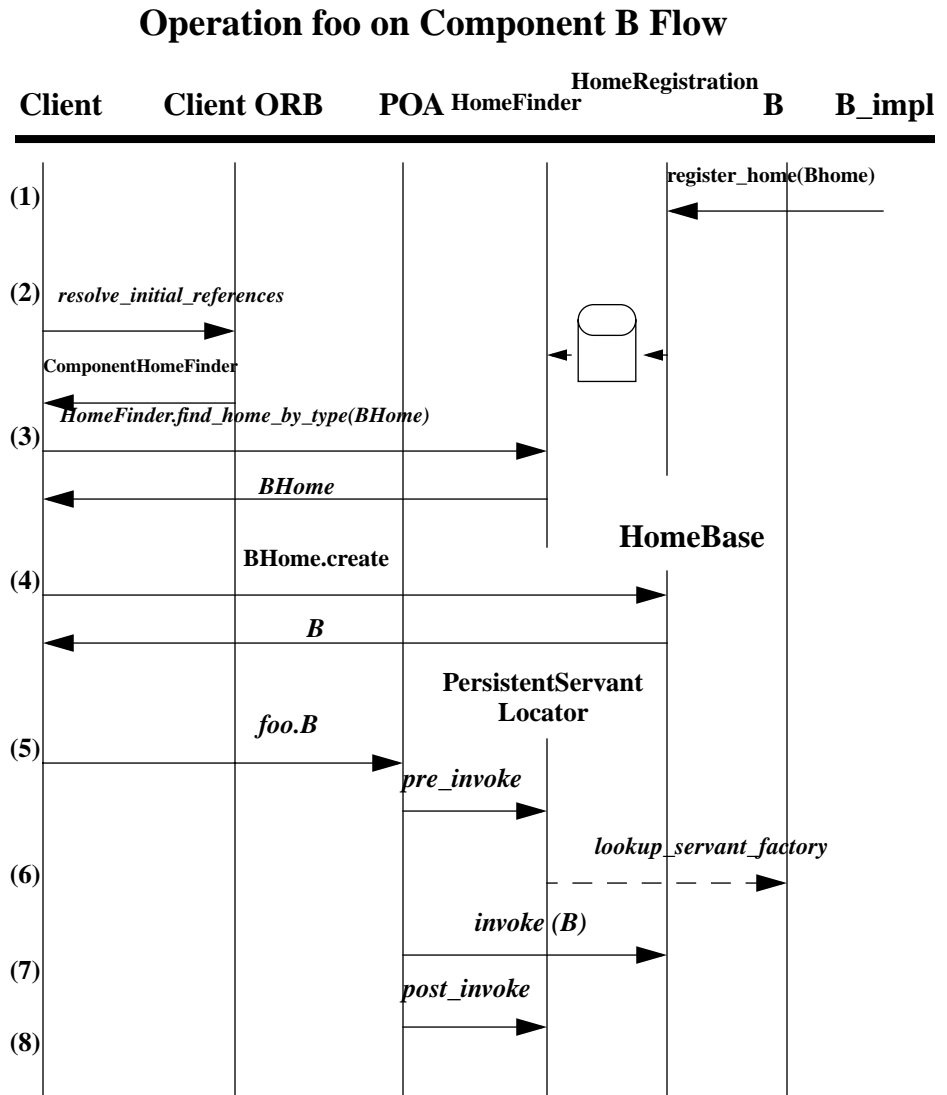 Operation foo on Component B Flow
Client Client ORB POA HomeFinder HomeRegistration B B_impl
register_home(Bhome)
(1)
(2)
resolve_initial_references
ComponentHomeFinder
HomeFinder.find_home_by_type(BHome)
(3)
BHome
HomeBase
BHome.create
(4)
B
PersistentServant
Locator
foo.B
(5)
pre_invoke
lookup_servant_factory
(6)
invoke (B)
(7)
post_invoke
(8)